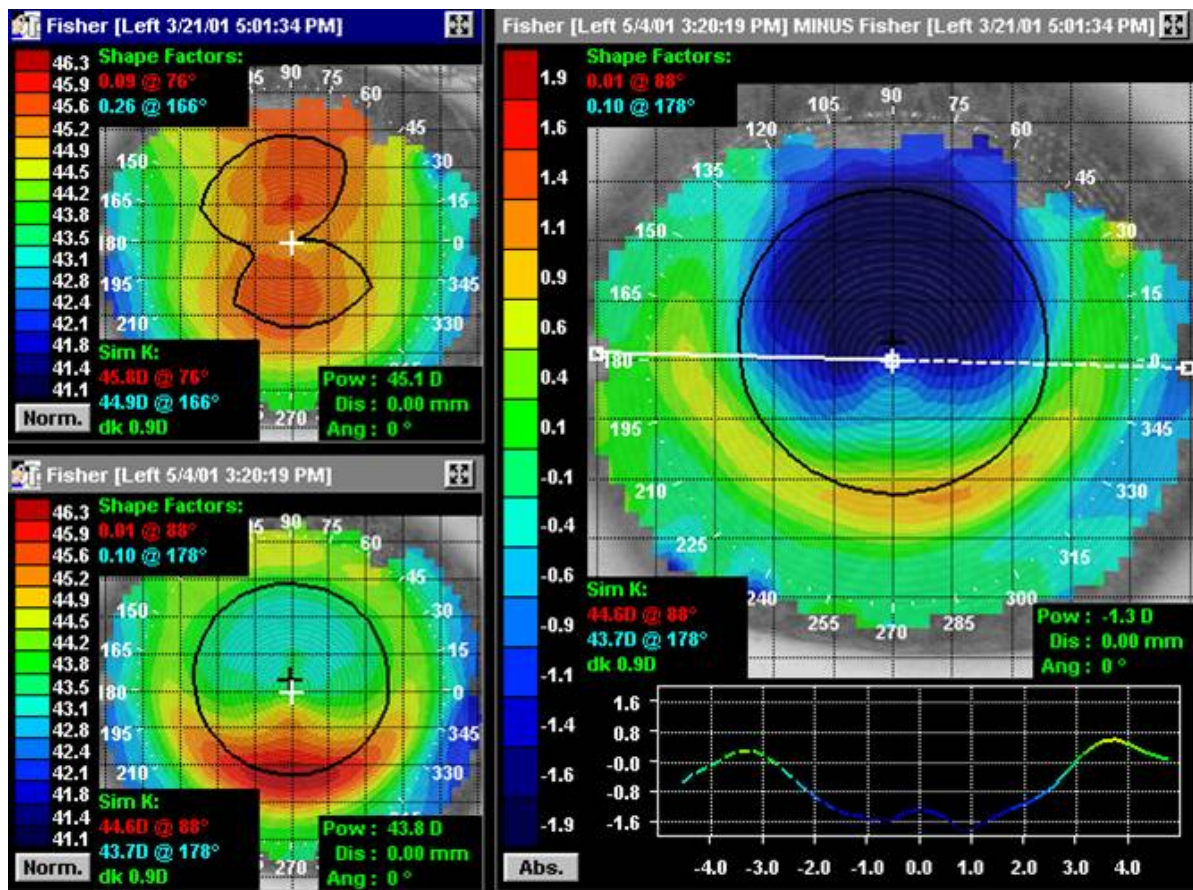 Fisher [Left 3/21/01 5:01:34 PM]
46.3
45.9
45.6
45.2
44.9
44.5
44.2
43.8
43.5
43.1
42.8
42.4
42.1
41.8
41.4
41.1
Norm.
Shape Factors:
0.09 @ 76°
0.26 @ 166°
90 75
60
45
150 30
165 15
180 0
195 345
210 330
270
Sim K:
45.8D @ 76°
44.9D @ 166°
dk 0.9D
Pow : 45.1 D
Dis : 0.00 mm
Ang : 0 °
Fisher [Left 5/4/01 3:20:19 PM]
46.3
45.9
45.6
45.2
44.9
44.5
44.2
43.8
43.5
43.1
42.8
42.4
42.1
41.8
41.4
41.1
Norm.
Shape Factors:
0.01 @ 88°
0.10 @ 178°
90 75
60
45
150 30
165 15
180 0
195 345
210 330
270
Sim K:
44.6D @ 88°
43.7D @ 178°
dk 0.9D
Pow : 43.8 D
Dis : 0.00 mm
Ang : 0 °
Fisher [Left 5/4/01 3:20:19 PM] MINUS Fisher [Left 3/21/01 5:01:34 PM]
1.9
1.6
1.4
1.1
0.9
0.6
0.4
0.1
-0.1
-0.4
-0.6
-0.9
-1.1
-1.4
-1.6
-1.9
Abs.
Shape Factors:
0.01 @ 88°
0.10 @ 178°
105 90 75
120 60
135 45
150 30
165 15
180 0
195 345
210 330
225 315
240 300
255 270 285
Sim K:
44.6D @ 88°
43.7D @ 178°
dk 0.9D
Pow : -1.3 D
Dis : 0.00 mm
Ang : 0 °
1.6
0.8
-0.0
-0.8
-1.6
-4.0 -3.0 -2.0 -1.0 0.0 1.0 2.0 3.0 4.0